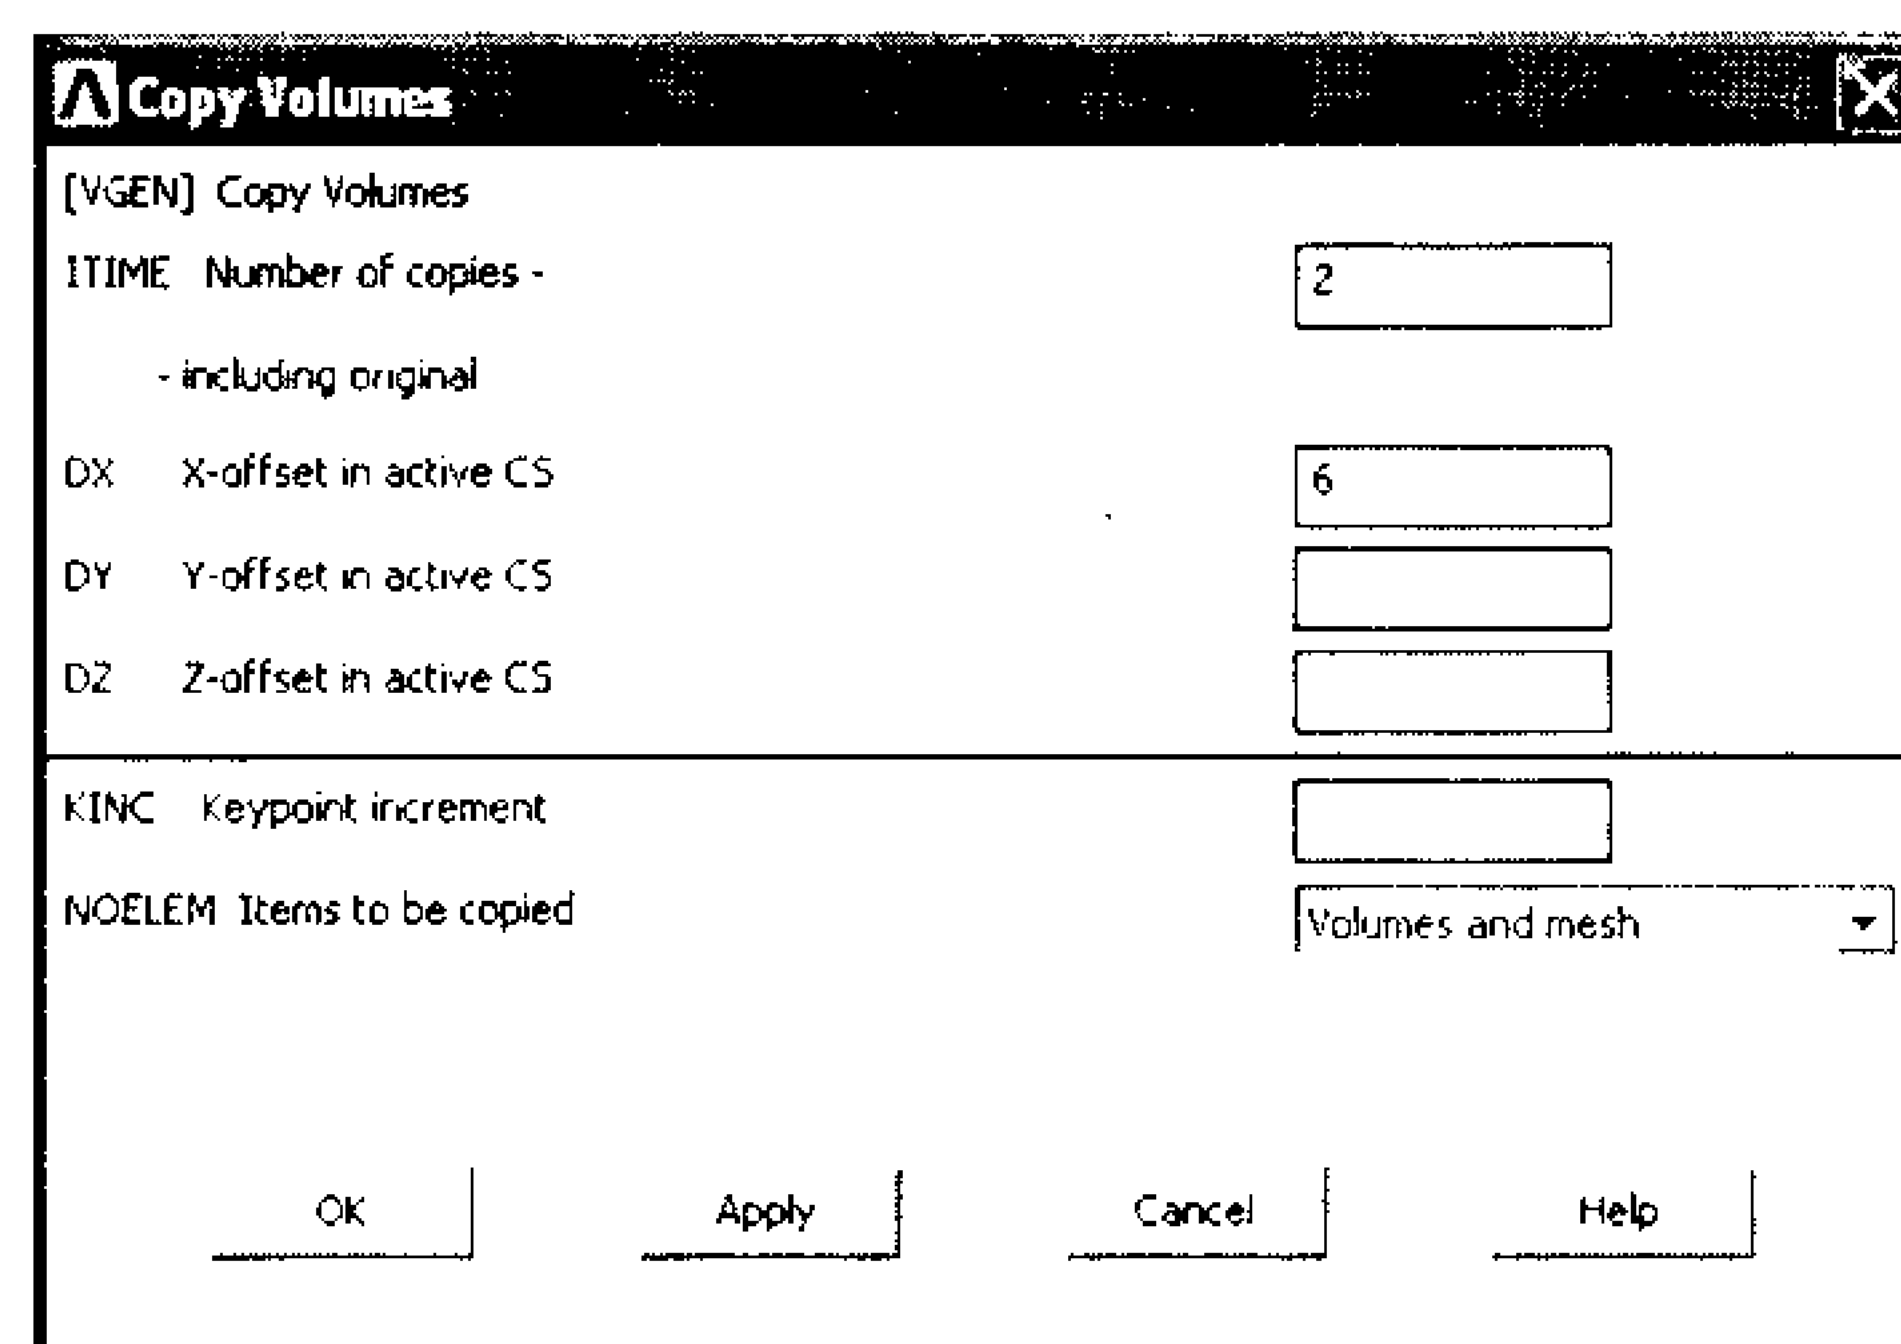 Copy Volumes
[VGEN] Copy Volumes
ITIME Number of copies - 2
- including original
DX X-offset in active CS 6
DY Y-offset in active CS
DZ Z-offset in active CS
KINC Keypoint increment
NOELEM Items to be copied Volumes and mesh
OK Apply Cancel Help